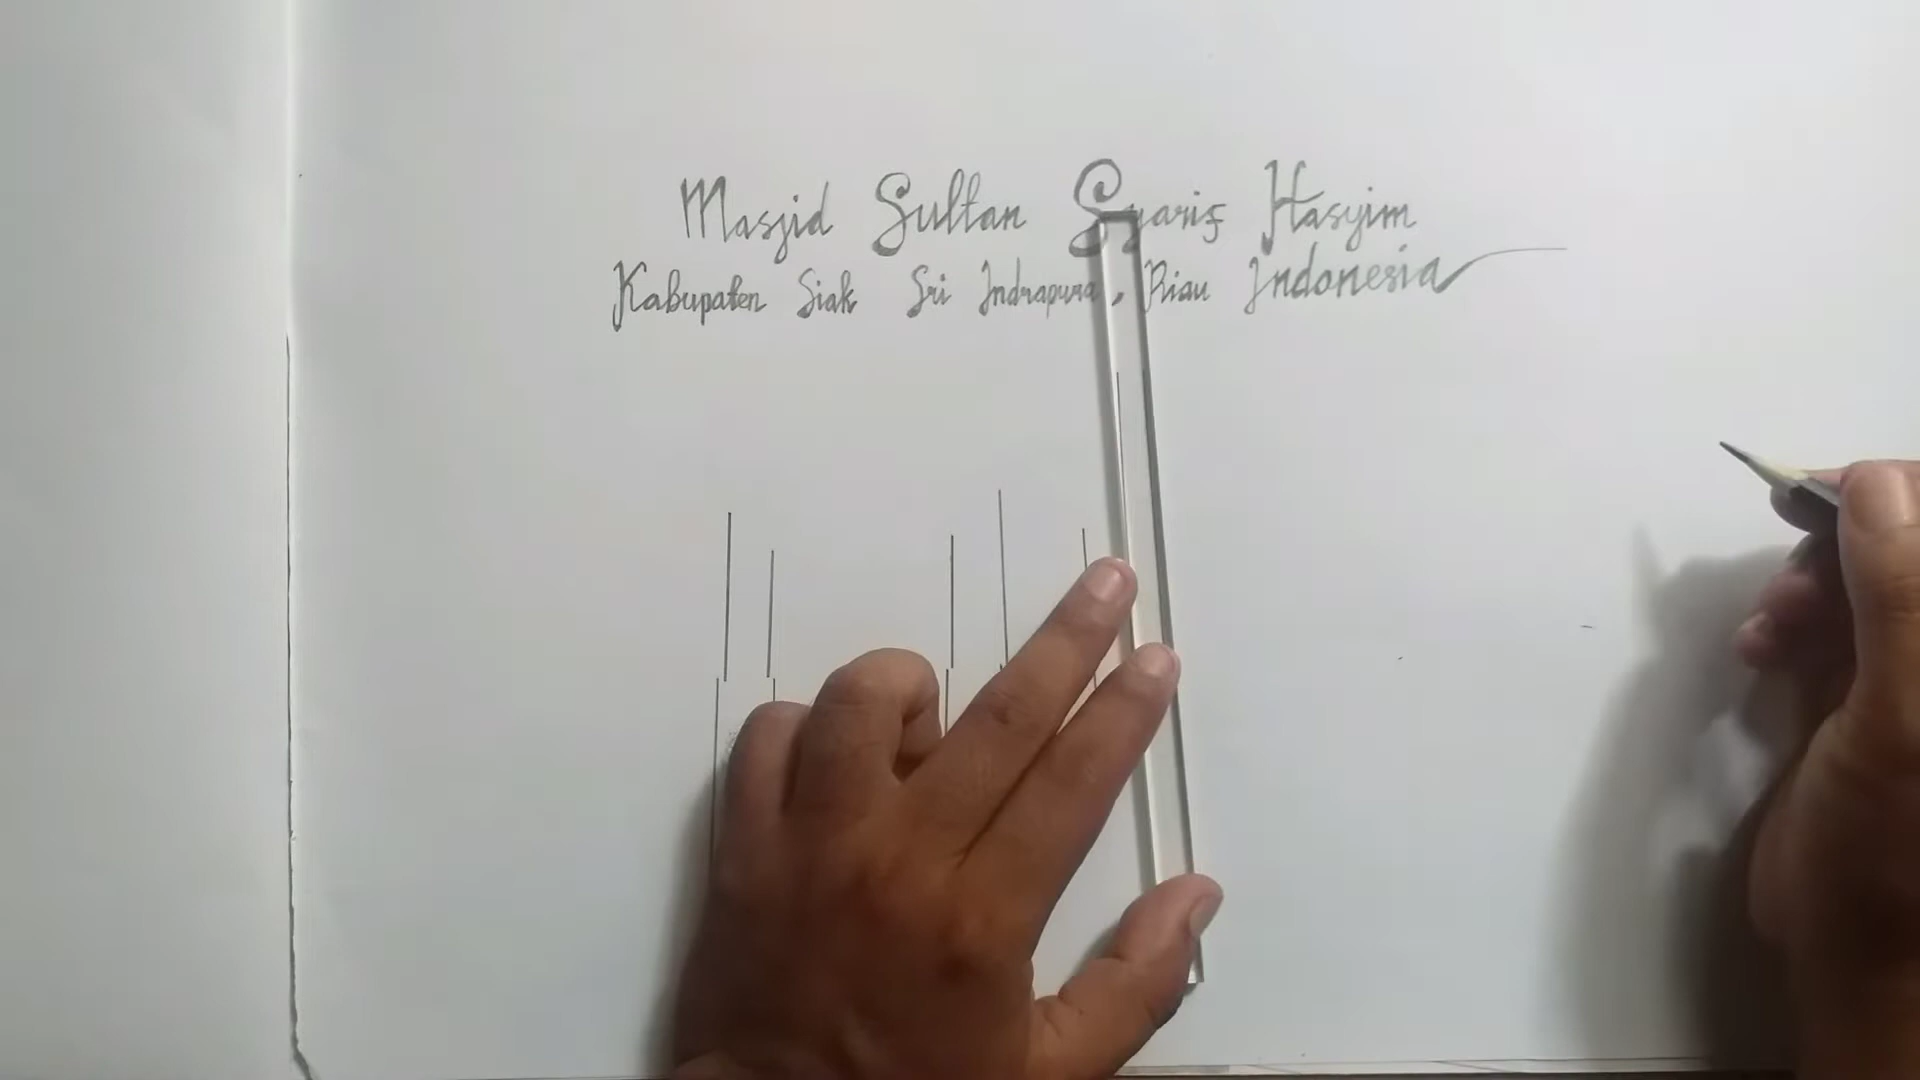 Masjid Sultan Syarif Hasyim
Kabupaten Siak Sri Indrapura, Riau Indonesia